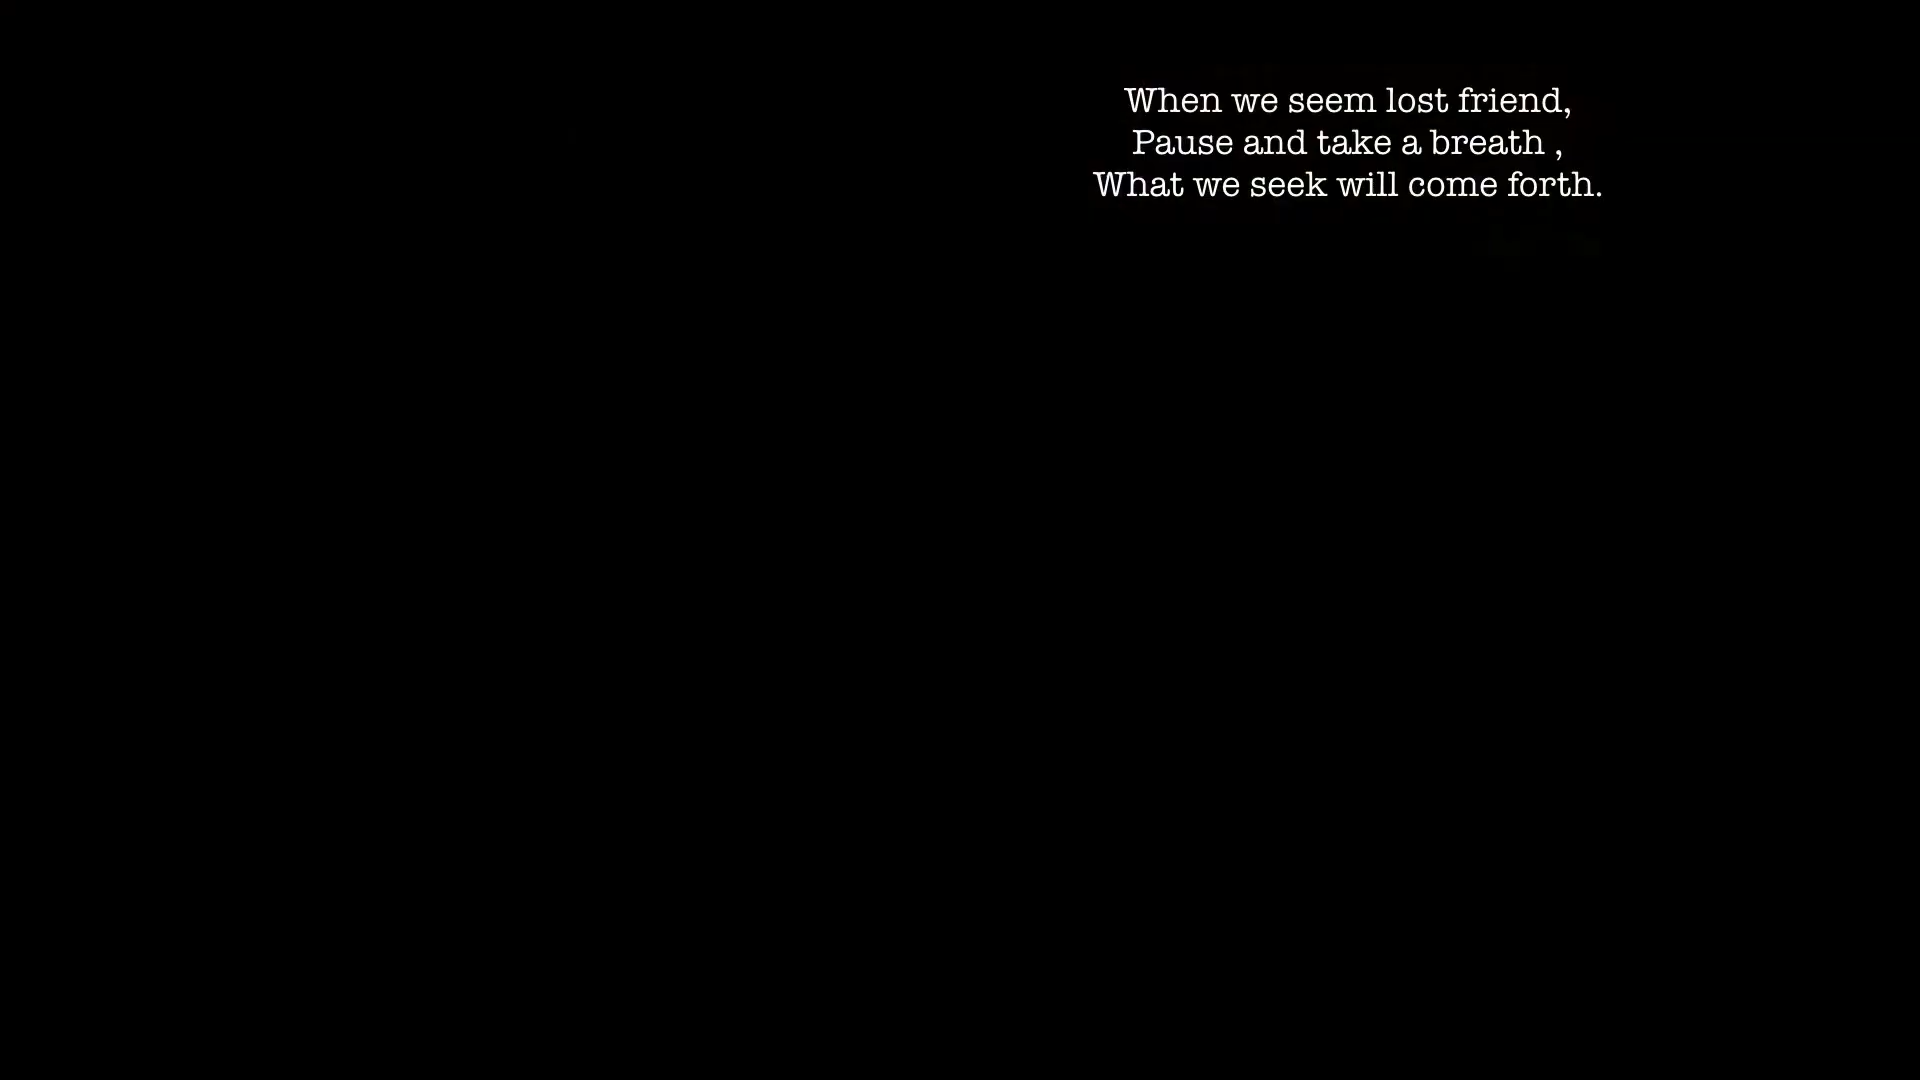 When we seem lost friend,
Pause and take a breath ,
What we seek will come forth.